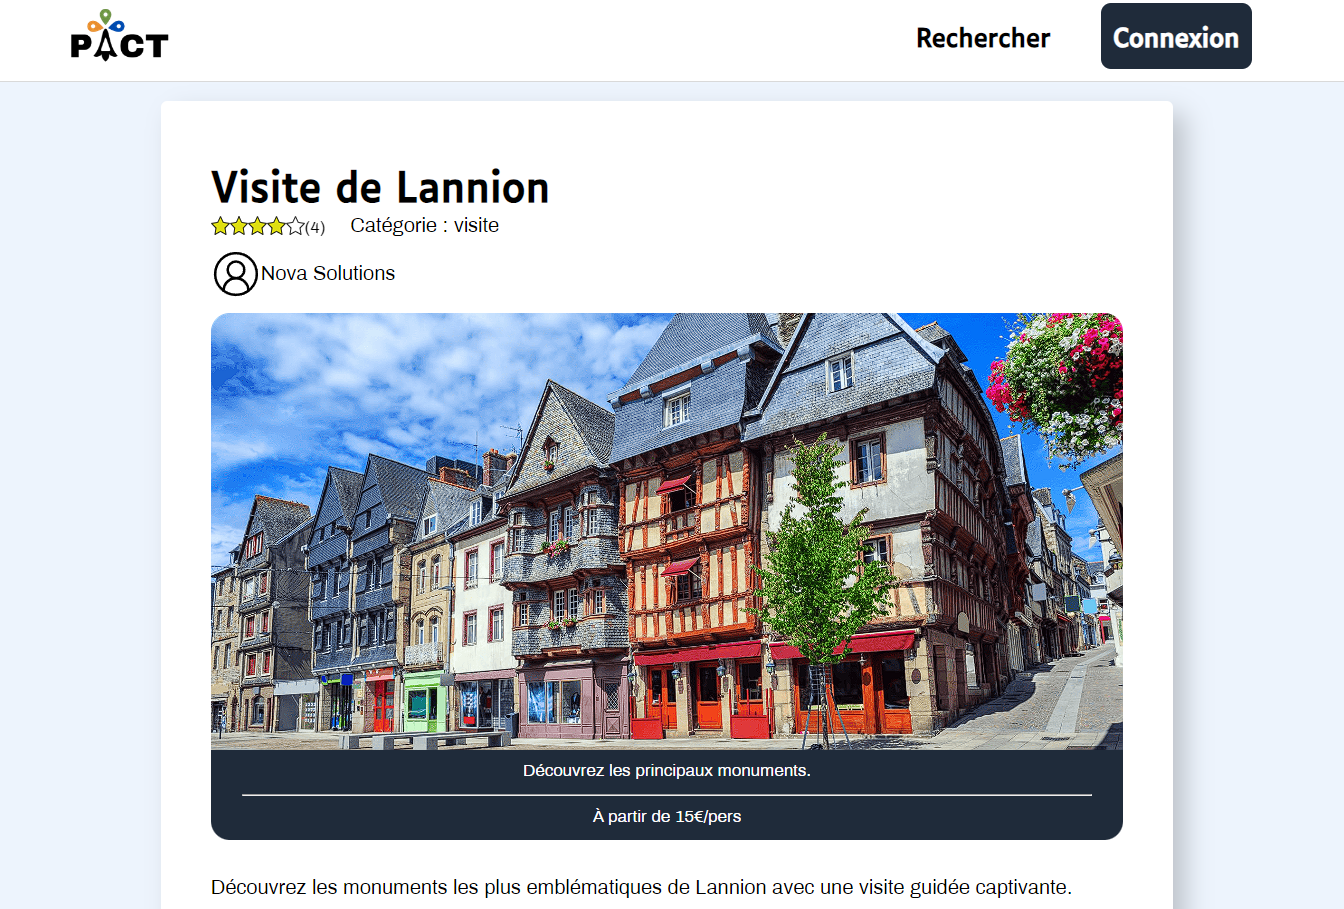 PACT
Rechercher
Connexion
Visite de Lannion
(4)
Catégorie : visite
Nova Solutions
Découvrez les principaux monuments.
À partir de 15€/pers
Découvrez les monuments les plus emblématiques de Lannion avec une visite guidée captivante.